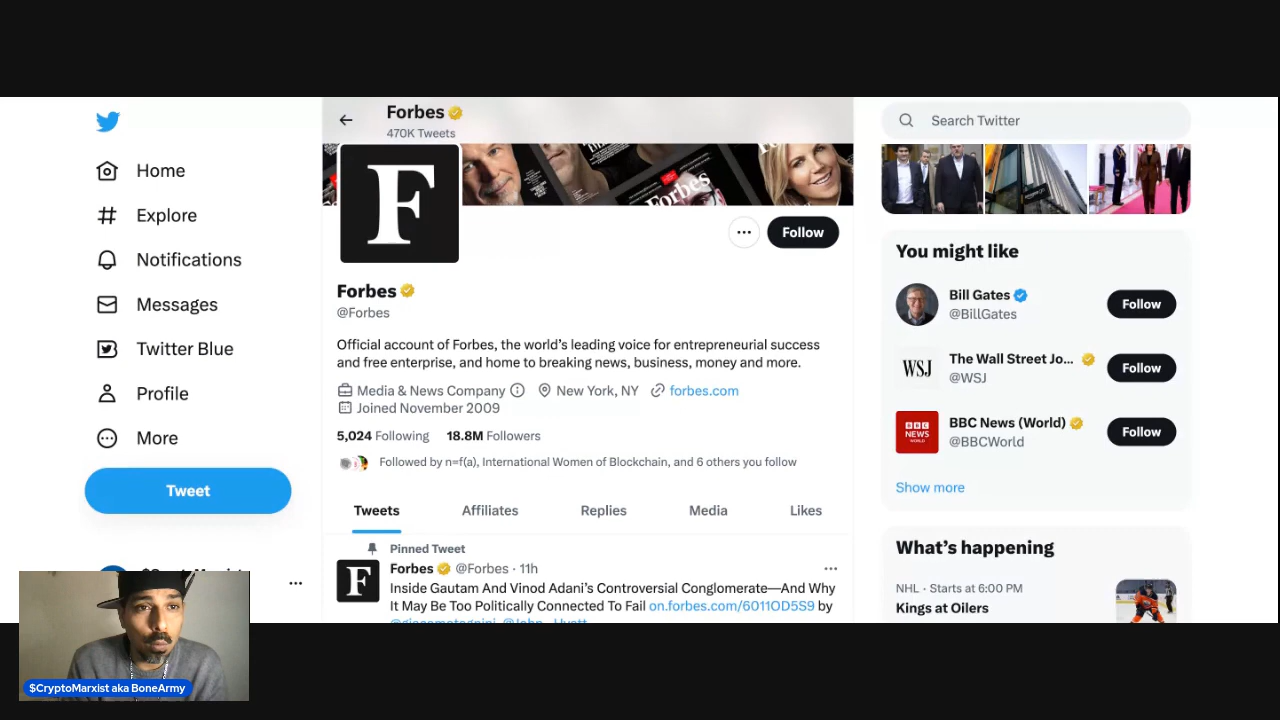 Home
Explore
Notifications
Messages
Twitter Blue
Profile
More
Tweet
$CryptoMarxist aka BoneArmy
Forbes
470K Tweets
Forbes
F
Follow
Forbes
@Forbes
Official account of Forbes, the world's leading voice for entrepreneurial success
and free enterprise, and home to breaking news, business, money and more.
Media & News Company New York, NY forbes.com
Joined November 2009
5,024 Following 18.8M Followers
Followed by n=f(a), International Women of Blockchain, and 6 others you follow
Tweets Affiliates Replies Media Likes
Pinned Tweet
Forbes @Forbes · 11h
F
Inside Gautam And Vinod Adani's Controversial Conglomerate—And Why
It May Be Too Politically Connected To Fail on.forbes.com/6011OD5S9 by
Search Twitter
You might like
Bill Gates
@BillGates
Follow
WSJ
The Wall Street Jo...
@WSJ
Follow
BBC
NEWS
WORLD
BBC News (World)
@BBCWorld
Follow
Show more
What's happening
NHL · Starts at 6:00 PM
Kings at Oilers